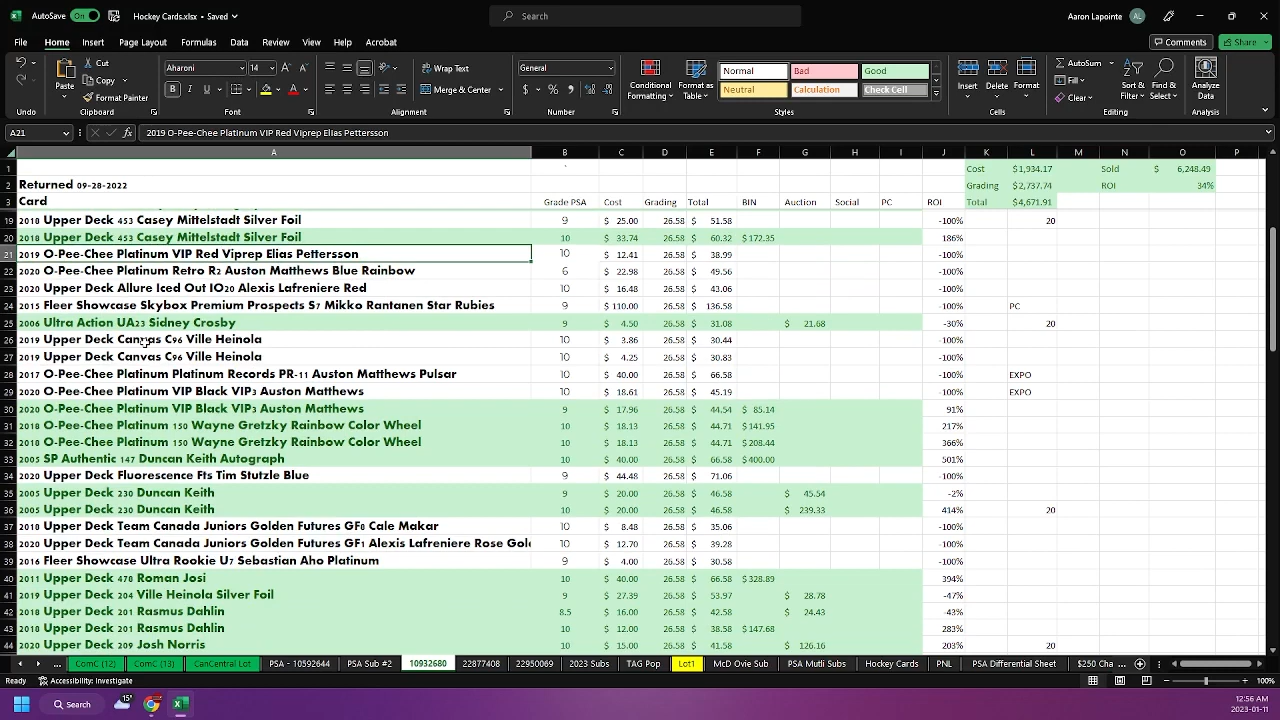 AutoSave On Hockey Cards.xlsx • Saved Search Aaron Lapointe AL
File Home Insert Page Layout Formulas Data Review View Help Acrobat Comments Share
Paste Cut Copy Format Painter Clipboard
Aharoni 14 B I U Font
Wrap Text Merge & Center Alignment
General $ % Number
Conditional Formatting Format as Table Normal Bad Good Neutral Calculation Check Cell Styles
Insert Delete Format Cells
AutoSum Fill Clear Sort & Filter Find & Select Editing
Analyze Data Analysis
Undo
A21 fx 2019 O-Pee-Chee Platinum VIP Red Viprep Elias Pettersson
A B C D E F G H I J K L M N O P
1 Cost $1,934.17 Sold $ 6,248.49
2 Returned 09-28-2022 Grading $2,737.74 ROI 34%
3 Card Grade PSA Cost Grading Total BIN Auction Social PC ROI Total $4,671.91
19 2018 Upper Deck 453 Casey Mittelstadt Silver Foil 9 $ 25.00 26.58 $ 51.58 -100% 20
20 2018 Upper Deck 453 Casey Mittelstadt Silver Foil 10 $ 33.74 26.58 $ 60.32 $ 172.35 186%
21 2019 O-Pee-Chee Platinum VIP Red Viprep Elias Pettersson 10 $ 12.41 26.58 $ 38.99 -100%
22 2020 O-Pee-Chee Platinum Retro R2 Auston Matthews Blue Rainbow 6 $ 22.98 26.58 $ 49.56 -100%
23 2020 Upper Deck Allure Iced Out IO20 Alexis Lafreniere Red 10 $ 16.48 26.58 $ 43.06 -100%
24 2015 Fleer Showcase Skybox Premium Prospects S7 Mikko Rantanen Star Rubies 9 $ 110.00 26.58 $ 136.58 -100% PC
25 2006 Ultra Action UA23 Sidney Crosby 9 $ 4.50 26.58 $ 31.08 $ 21.68 -30% 20
26 2019 Upper Deck Canvas C96 Ville Heinola 10 $ 3.86 26.58 $ 30.44 -100%
27 2019 Upper Deck Canvas C96 Ville Heinola 10 $ 4.25 26.58 $ 30.83 -100%
28 2017 O-Pee-Chee Platinum Platinum Records PR-11 Auston Matthews Pulsar 10 $ 40.00 26.58 $ 66.58 -100% EXPO
29 2020 O-Pee-Chee Platinum VIP Black VIP3 Auston Matthews 10 $ 18.61 26.58 $ 45.19 -100% EXPO
30 2020 O-Pee-Chee Platinum VIP Black VIP3 Auston Matthews 9 $ 17.96 26.58 $ 44.54 $ 85.14 91%
31 2018 O-Pee-Chee Platinum 150 Wayne Gretzky Rainbow Color Wheel 10 $ 18.13 26.58 $ 44.71 $ 141.95 217%
32 2018 O-Pee-Chee Platinum 150 Wayne Gretzky Rainbow Color Wheel 10 $ 18.13 26.58 $ 44.71 $ 208.44 366%
33 2005 SP Authentic 147 Duncan Keith Autograph 10 $ 40.00 26.58 $ 66.58 $ 400.00 501%
34 2020 Upper Deck Fluorescence F15 Tim Stutzle Blue 9 $ 44.48 26.58 $ 71.06 -100%
35 2005 Upper Deck 230 Duncan Keith 9 $ 20.00 26.58 $ 46.58 $ 45.54 -2%
36 2005 Upper Deck 230 Duncan Keith 10 $ 20.00 26.58 $ 46.58 $ 239.33 414% 20
37 2018 Upper Deck Team Canada Juniors Golden Futures GF8 Cale Makar 10 $ 8.48 26.58 $ 35.06 -100%
38 2020 Upper Deck Team Canada Juniors Golden Futures GF1 Alexis Lafreniere Rose Gol 10 $ 12.70 26.58 $ 39.28 -100%
39 2016 Fleer Showcase Ultra Rookie U7 Sebastian Aho Platinum 9 $ 4.00 26.58 $ 30.58 -100%
40 2011 Upper Deck 470 Roman Josi 10 $ 40.00 26.58 $ 66.58 $ 328.89 394%
41 2019 Upper Deck 204 Ville Heinola Silver Foil 9 $ 27.39 26.58 $ 53.97 $ 28.78 -47%
42 2018 Upper Deck 201 Rasmus Dahlin 8.5 $ 16.00 26.58 $ 42.58 $ 24.43 -43%
43 2018 Upper Deck 201 Rasmus Dahlin 10 $ 12.00 26.58 $ 38.58 $ 147.68 283%
44 2020 Upper Deck 209 Josh Norris 10 $ 15.00 26.58 $ 41.58 $ 126.16 203% 20
... ComC (12) ComC (13) CanCentral Lot PSA - 10592644 PSA Sub #2 10932680 22877408 Lot1 McD Ovie Sub SA Mutli Subs Hockey Cards RNL PSA Differential Sheet $250 Cha ...
Ready Accessibility: Investigate 100%
Search 15° 12:56 AM
2023-01-11